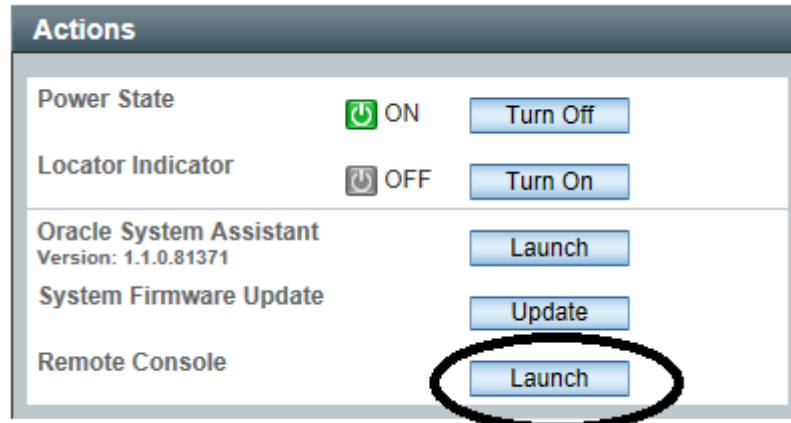 Actions
Power State ON Turn Off
Locator Indicator OFF Turn On
Oracle System Assistant Launch
Version: 1.1.0.81371
System Firmware Update Update
Remote Console Launch